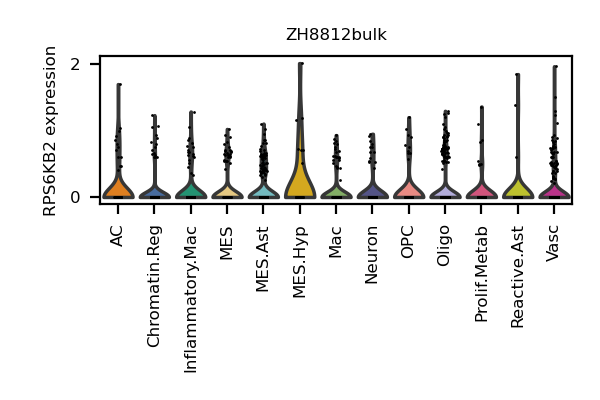 ZH8812bulk
RPS6KB2 expression
2
0
AC
Chromatin.Reg
Inflammatory.Mac
MES
MES.Ast
MES.Hyp
Mac
Neuron
OPC
Oligo
Prolif.Metab
Reactive.Ast
Vasc